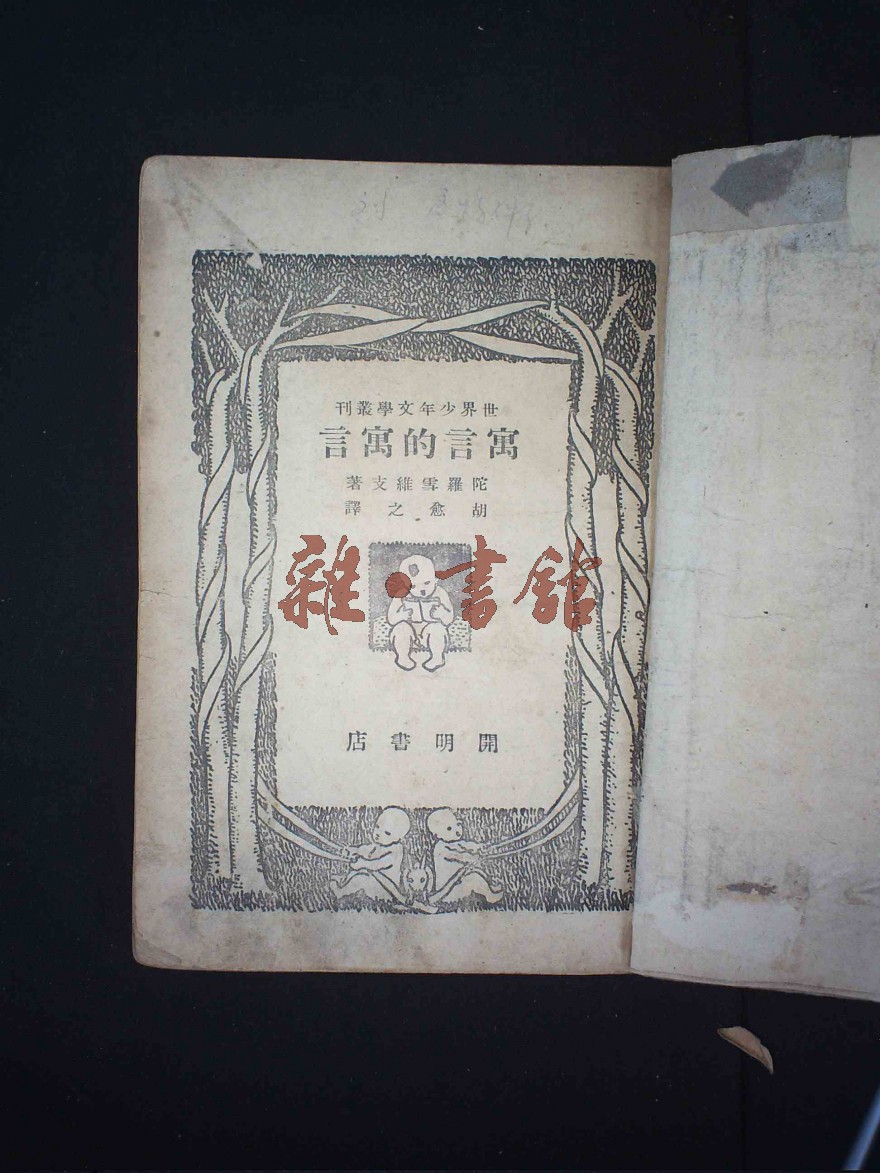 世界少年文學叢刊
寓言的寓言
陀羅雪維支著
胡愈之譯
雜·書館
開明書店